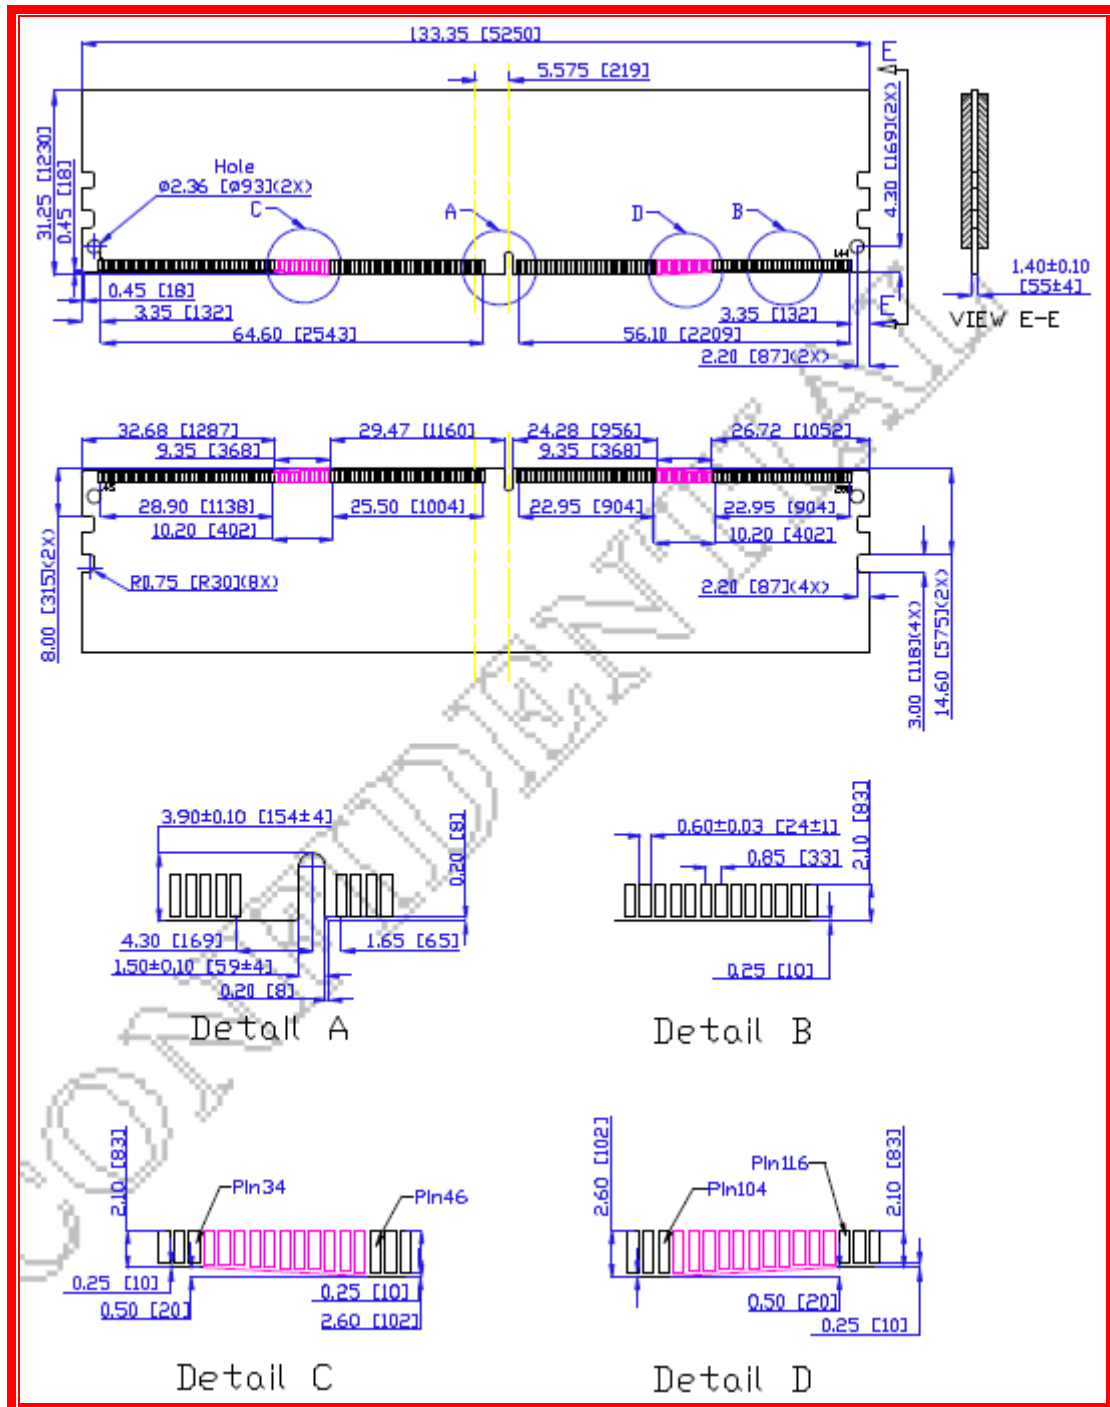 133.35 [5250]
5.575 [219]
E
31.25 [1230]
0.45 [18]
Hole
ø2.36 [ø93](2X)
C
A
D
B
4.30 [169](2X)
144
1.40±0.10
[55±4]
0.45 [18]
3.35 [132]
3.35 [132]
E
VIEW E-E
64.60 [2543]
56.10 [2209]
2.20 [87](2X)
32.68 [1287]
29.47 [1160]
24.28 [956]
26.72 [1052]
9.35 [368]
9.35 [368]
28.90 [1138]
25.50 [1004]
22.95 [904]
22.95 [904]
10.20 [402]
10.20 [402]
R0.75 [R30](8X)
2.20 [87](4X)
8.00 [315](2X)
3.00 [118](4X)
14.60 [575](2X)
3.90±0.10 [154±4]
0.20 [8]
0.60±0.03 [24±1]
0.85 [33]
2.10 [83]
4.30 [169]
1.65 [65]
1.50±0.10 [59±4]
0.20 [8]
0.25 [10]
Detail A
Detail B
2.10 [83]
Pin34
Pin46
2.60 [102]
Pin116
Pin104
2.10 [83]
0.25 [10]
0.50 [20]
0.25 [10]
2.60 [102]
0.50 [20]
0.25 [10]
Detail C
Detail D
CONFIDENTIAL